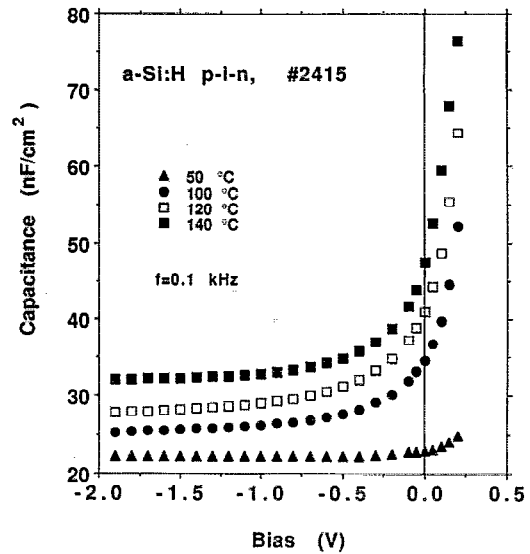 80
a-Si:H p-i-n, #2415
70
60
▲ 50 °C
● 100 °C
□ 120 °C
■ 140 °C
50
f=0.1 kHz
40
30
20
Capacitance (nF/cm²)
-2.0 -1.5 -1.0 -0.5 0.0 0.5
Bias (V)